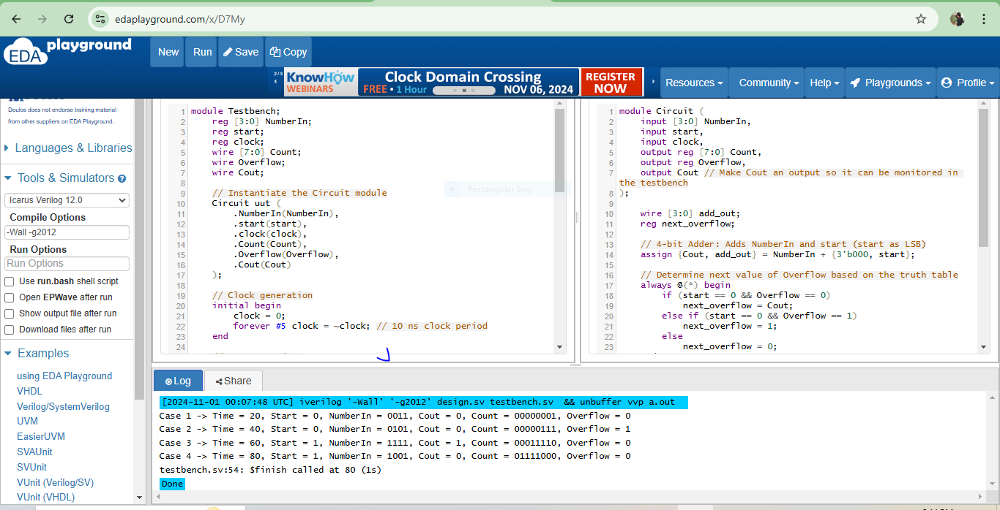 edaplayground.com/x/D7My
EDA playground
New Run Save Copy
2/3
KnowHow WEBINARS
Clock Domain Crossing
FREE • 1 Hour NOV 06, 2024
REGISTER NOW
Resources Community Help Playgrounds Profile
Doulos does not endorse training material
from other suppliers on EDA Playground.
Languages & Libraries
Tools & Simulators
Icarus Verilog 12.0
Compile Options
-Wall -g2012
Run Options
Run Options
Use run.bash shell script
Open EPWave after run
Show output file after run
Download files after run
Examples
using EDA Playground
VHDL
Verilog/SystemVerilog
UVM
EasierUVM
SVAUnit
SVUnit
VUnit (Verilog/SV)
VUnit (VHDL)
1 module Testbench;
2 reg [3:0] NumberIn;
3 reg start;
4 reg clock;
5 wire [7:0] Count;
6 wire Overflow;
7 wire Cout;
8
9 // Instantiate the Circuit module
10 Circuit uut (
11 .NumberIn(NumberIn),
12 .start(start),
13 .clock(clock),
14 .Count(Count),
15 .Overflow(Overflow),
16 .Cout(Cout)
17 );
18
19 // Clock generation
20 initial begin
21 clock = 0;
22 forever #5 clock = ~clock; // 10 ns clock period
23 end
24
Rectangular Snip
1 module Circuit (
2 input [3:0] NumberIn,
3 input start,
4 input clock,
5 output reg [7:0] Count,
6 output reg Overflow,
7 output Cout // Make Cout an output so it can be monitored in
the testbench
8 );
9
10 wire [3:0] add_out;
11 reg next_overflow;
12
13 // 4-bit Adder: Adds NumberIn and start (start as LSB)
14 assign {Cout, add_out} = NumberIn + {3'b000, start};
15
16 // Determine next value of Overflow based on the truth table
17 always @(*) begin
18 if (start == 0 && Overflow == 0)
19 next_overflow = Cout;
20 else if (start == 0 && Overflow == 1)
21 next_overflow = 1;
22 else
23 next_overflow = 0;
Log Share
[2024-11-01 00:07:48 UTC] iverilog '-Wall' '-g2012' design.sv testbench.sv && unbuffer vvp a.out
Case 1 -> Time = 20, Start = 0, NumberIn = 0011, Cout = 0, Count = 00000001, Overflow = 0
Case 2 -> Time = 40, Start = 0, NumberIn = 0101, Cout = 0, Count = 00000111, Overflow = 1
Case 3 -> Time = 60, Start = 1, NumberIn = 1111, Cout = 1, Count = 00011110, Overflow = 0
Case 4 -> Time = 80, Start = 1, NumberIn = 1001, Cout = 0, Count = 01111000, Overflow = 0
testbench.sv:54: $finish called at 80 (1s)
Done